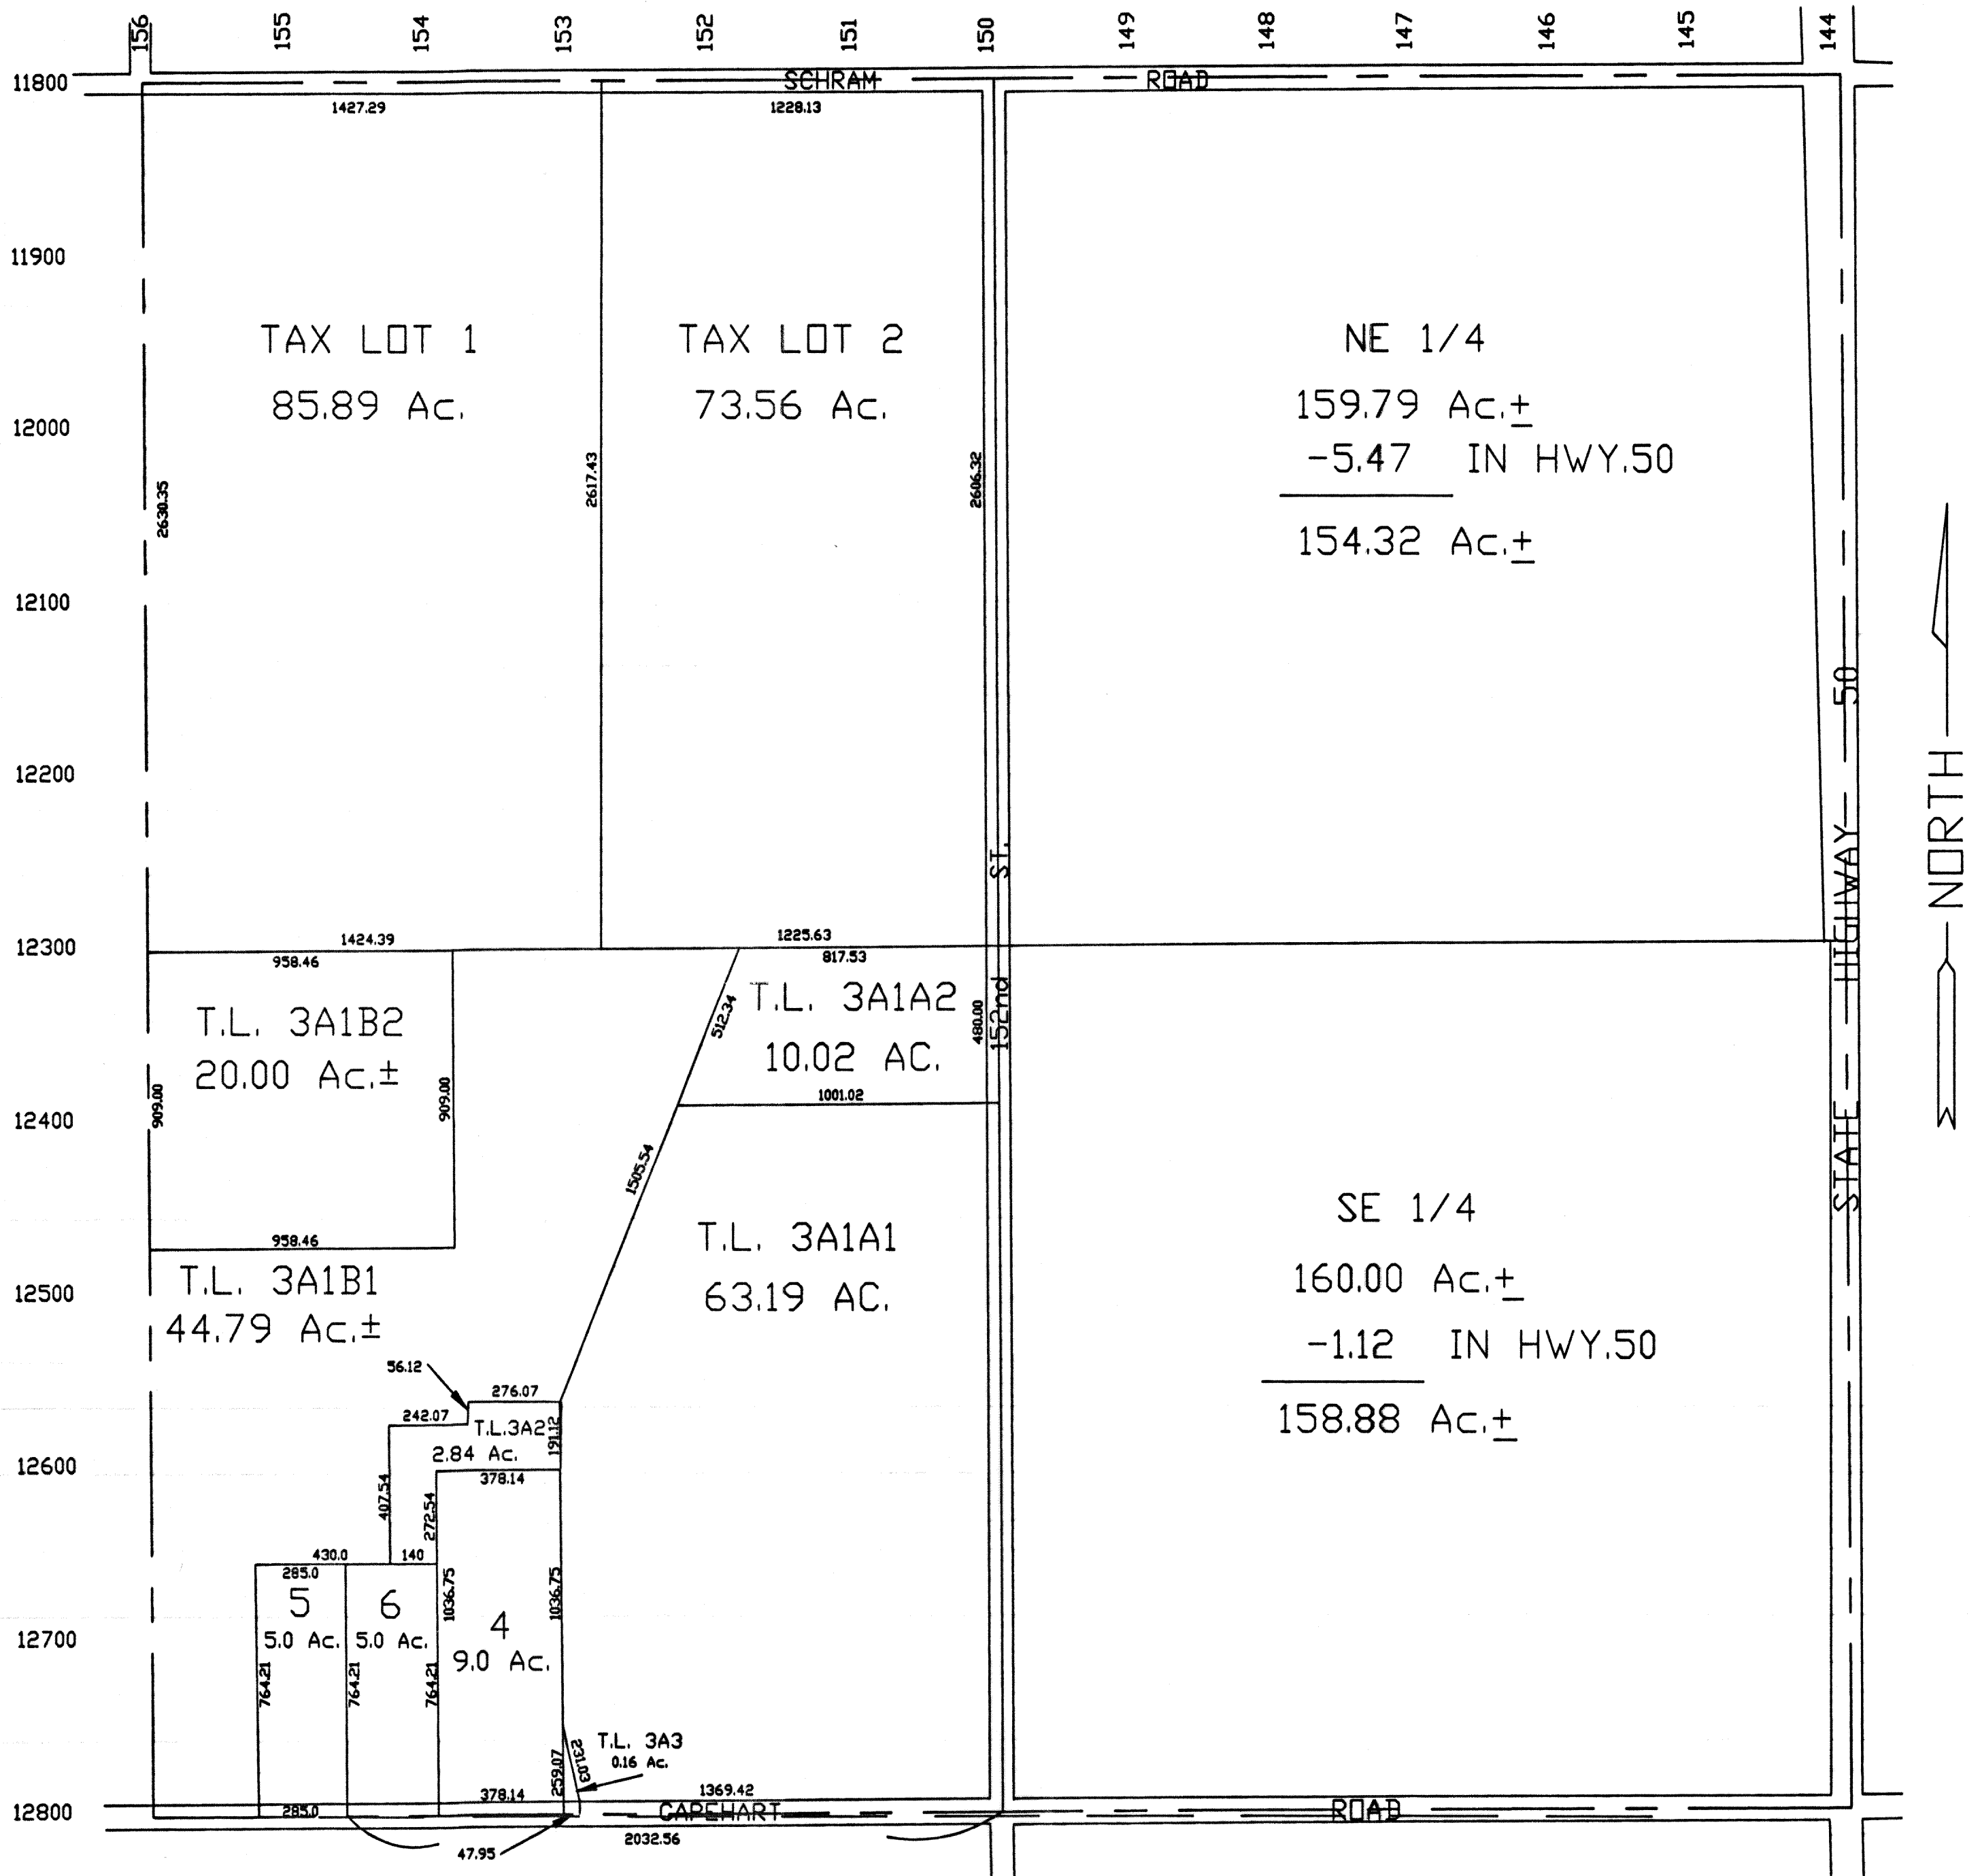 156 155 154 153 152 151 150 149 148 147 146 145 144
11800
SCHRAM ROAD
1427.29
1228.13
11900
TAX LOT 1
85.89 Ac.
TAX LOT 2
73.56 Ac.
NE 1/4
159.79 Ac.±
-5.47 IN HWY.50
154.32 Ac.±
12000
2630.35
2617.43
2606.32
12100
12200
STATE HIGHWAY 50
NORTH
152nd ST.
12300
1424.39
958.46
1225.63
817.53
T.L. 3A1B2
20.00 Ac.±
T.L. 3A1A2
10.02 AC.
512.34
480.00
909.00
909.00
1001.02
12400
1505.54
958.46
T.L. 3A1B1
44.79 Ac.±
T.L. 3A1A1
63.19 AC.
SE 1/4
160.00 Ac.±
-1.12 IN HWY.50
158.88 Ac.±
12500
56.12
276.07
242.07
T.L.3A2
2.84 Ac.
191.12
12600
378.14
407.54
272.54
430.0
140
285.0
5
5.0 Ac.
6
5.0 Ac.
1036.75
1036.75
4
9.0 Ac.
12700
764.21
764.21
764.21
T.L. 3A3
0.16 Ac.
231.03
259.07
378.14
1369.42
12800
285.0
CAPEHART ROAD
47.95
2032.56